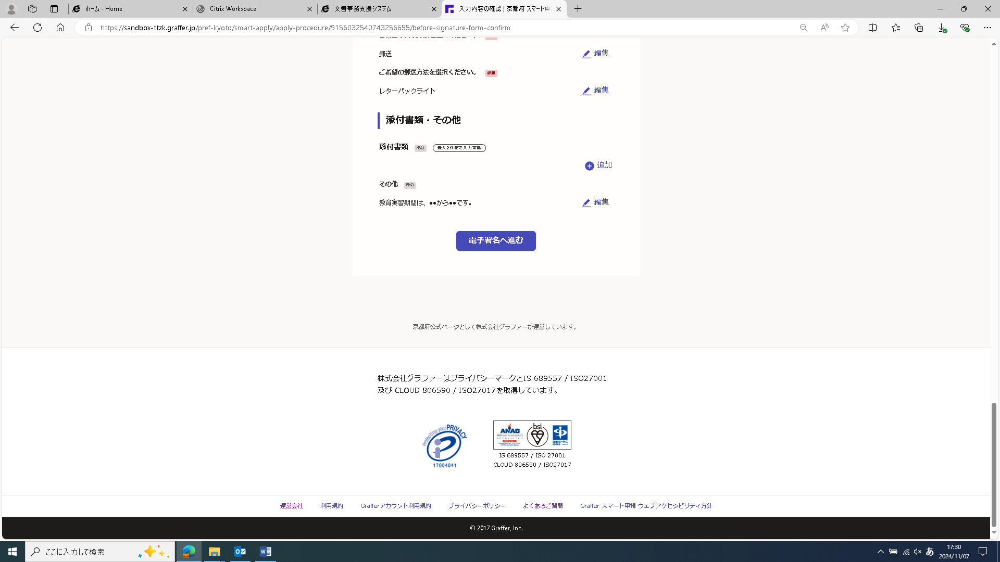 ホーム - Home
Citrix Workspace
文書事務支援システム
入力内容の確認 | 京都府 スマート申
https://sandbox-ttzk.graffer.jp/pref-kyoto/smart-apply/apply-procedure/9156032540743256655/before-signature-form-confirm
郵送
編集
ご希望の郵送方法を選択ください。 必須
レターパックライト
編集
添付書類・その他
添付書類 任意 最大2件まで入力可能
追加
その他 任意
教育実習期間は、●●から●●です。
編集
電子署名へ進む
京都府公式ページとして株式会社グラファーが運営しています。
株式会社グラファーはプライバシーマークとIS 689557 / ISO27001
及び CLOUD 806590 / ISO27017を取得しています。
Protecting your PRIVACY
17004041
ANAB
ACCREDITED
MANAGEMENT SYSTEMS
CERTIFICATION BODY
bsi
ISMS-AC
ISMS
IS 689557 / ISO 27001
CLOUD 806590 / ISO27017
運営会社 利用規約 Grafferアカウント利用規約 プライバシーポリシー よくあるご質問 Graffer スマート申請 ウェブアクセシビリティ方針
© 2017 Graffer, Inc.
ここに入力して検索
あ
17:30
2024/11/07